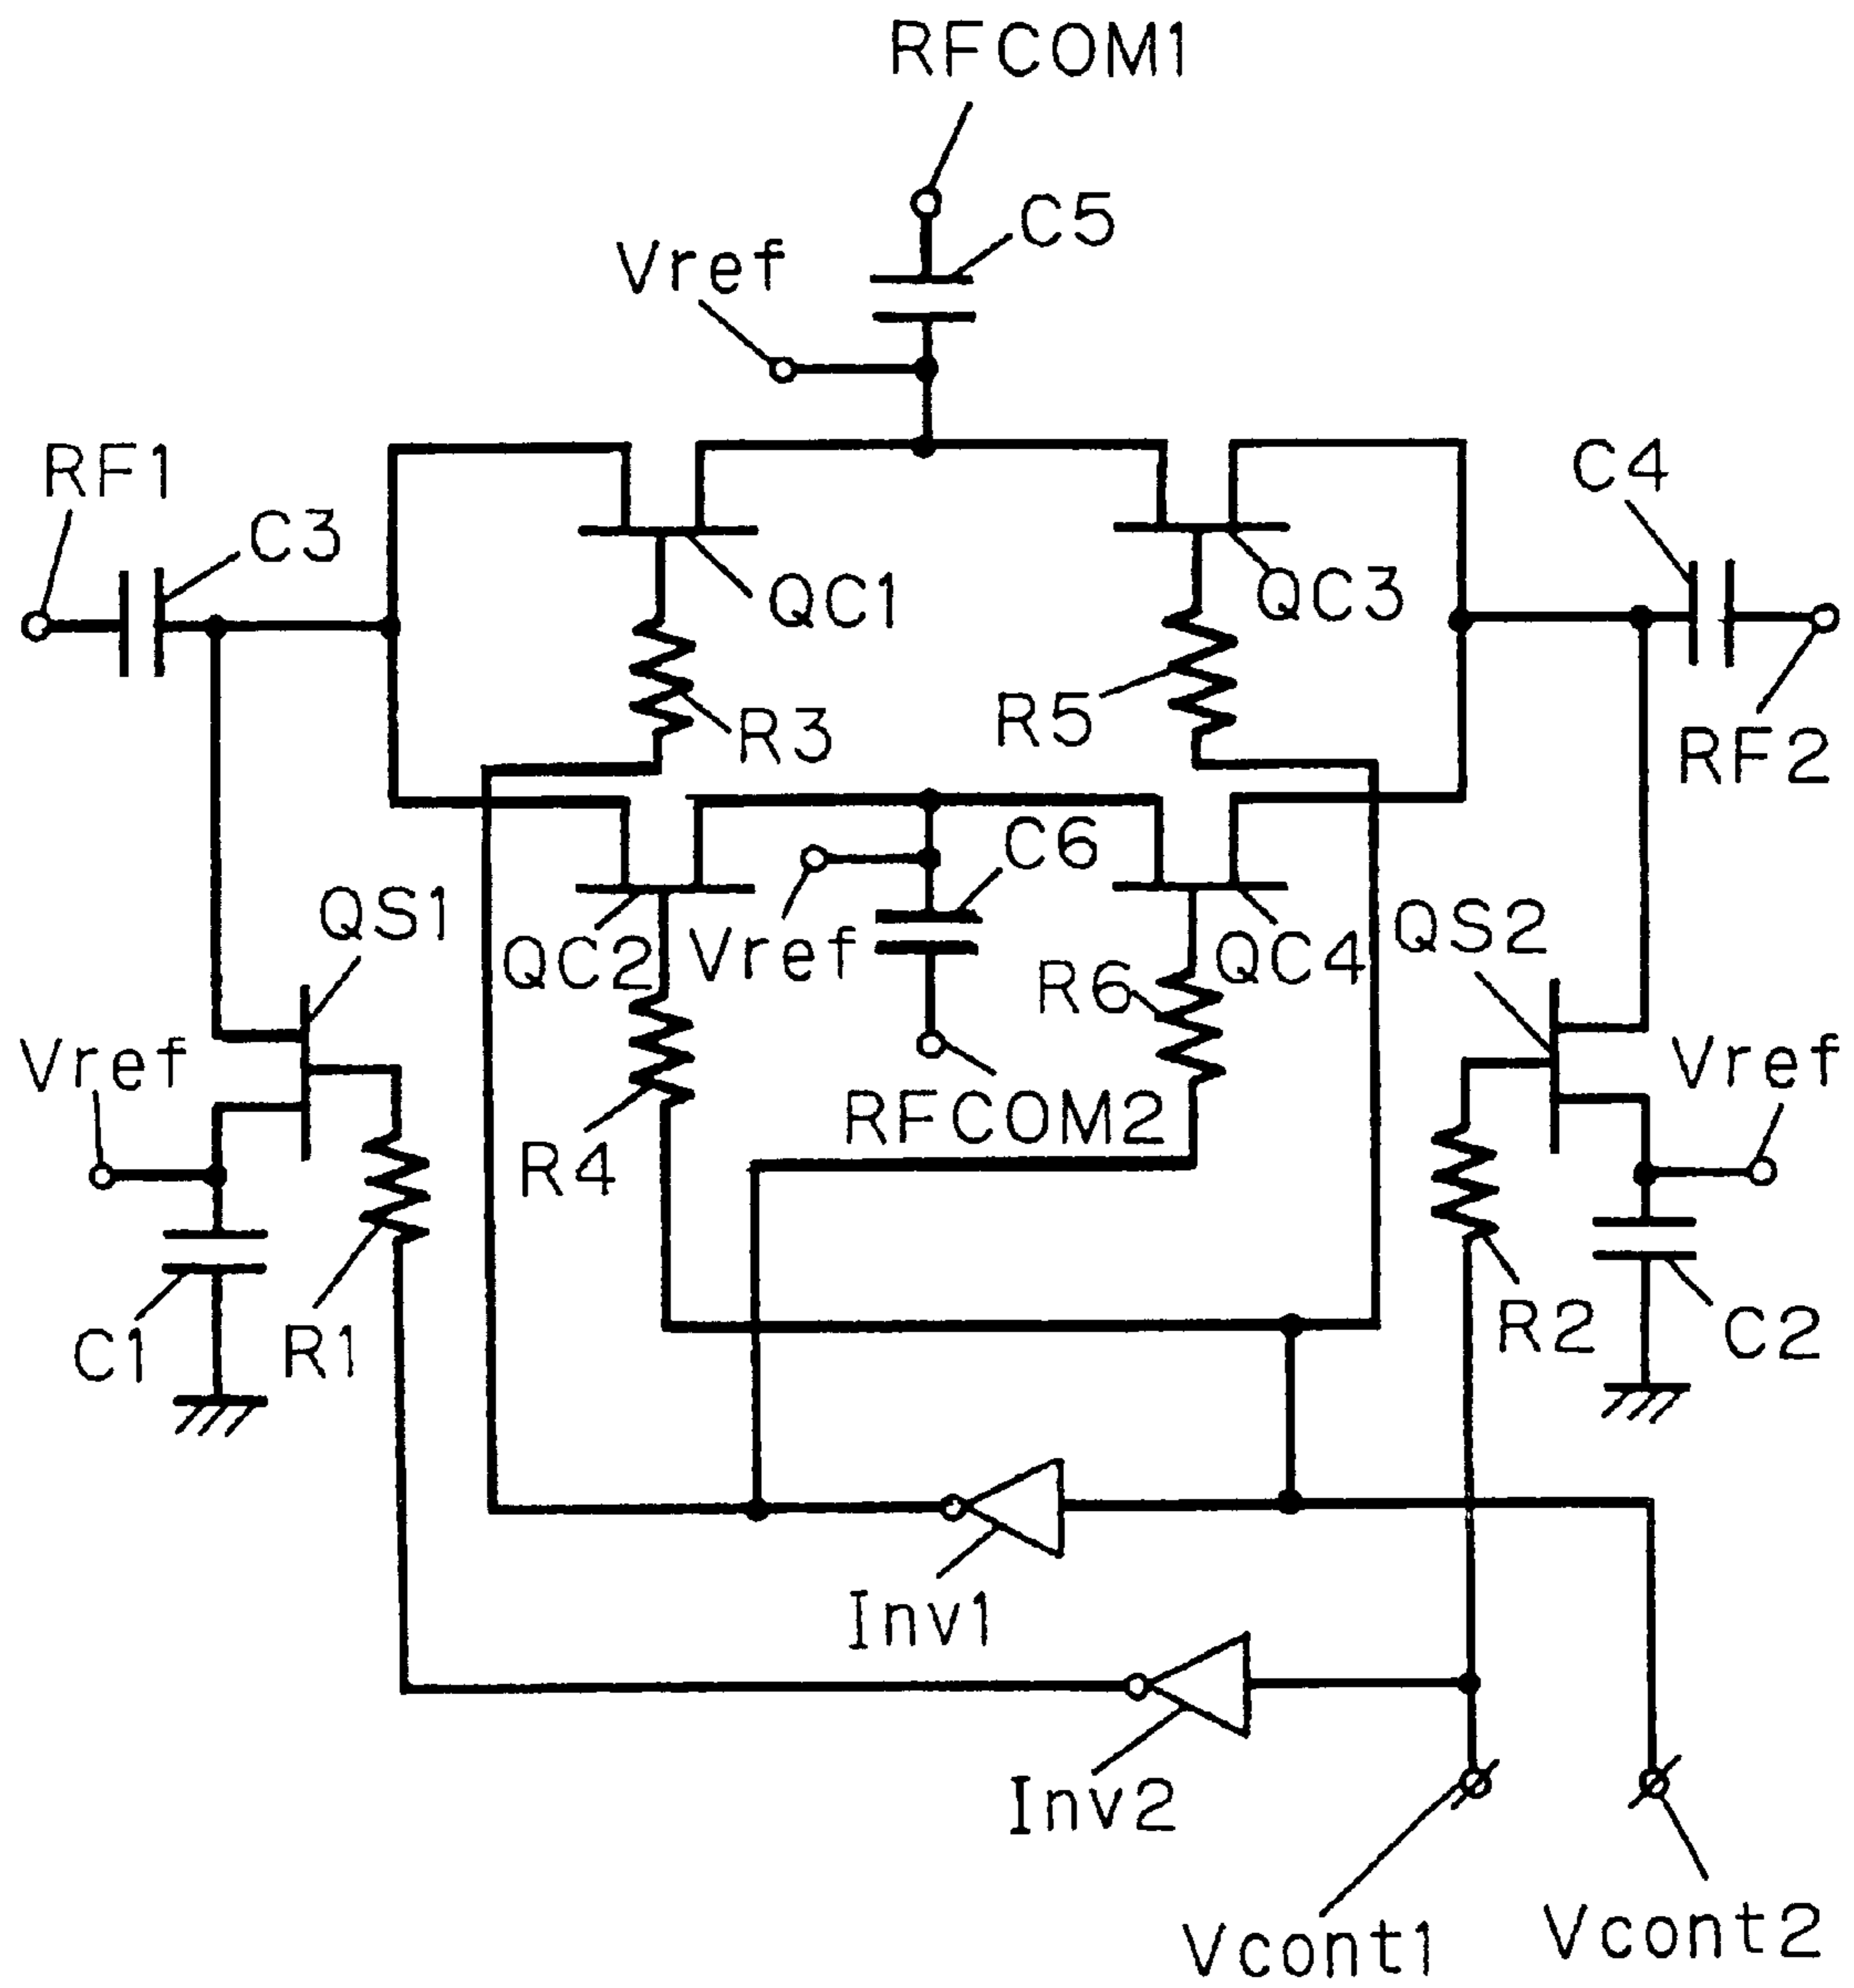 RFCOM1
C5
Vref
RF1
C3
C4
QC1
QC3
R3
R5
RF2
C6
QS1
QC2
Vref
QC4
QS2
R6
Vref
Vref
RFCOM2
R4
C1
R1
R2
C2
Inv1
Inv2
Vcont1
Vcont2